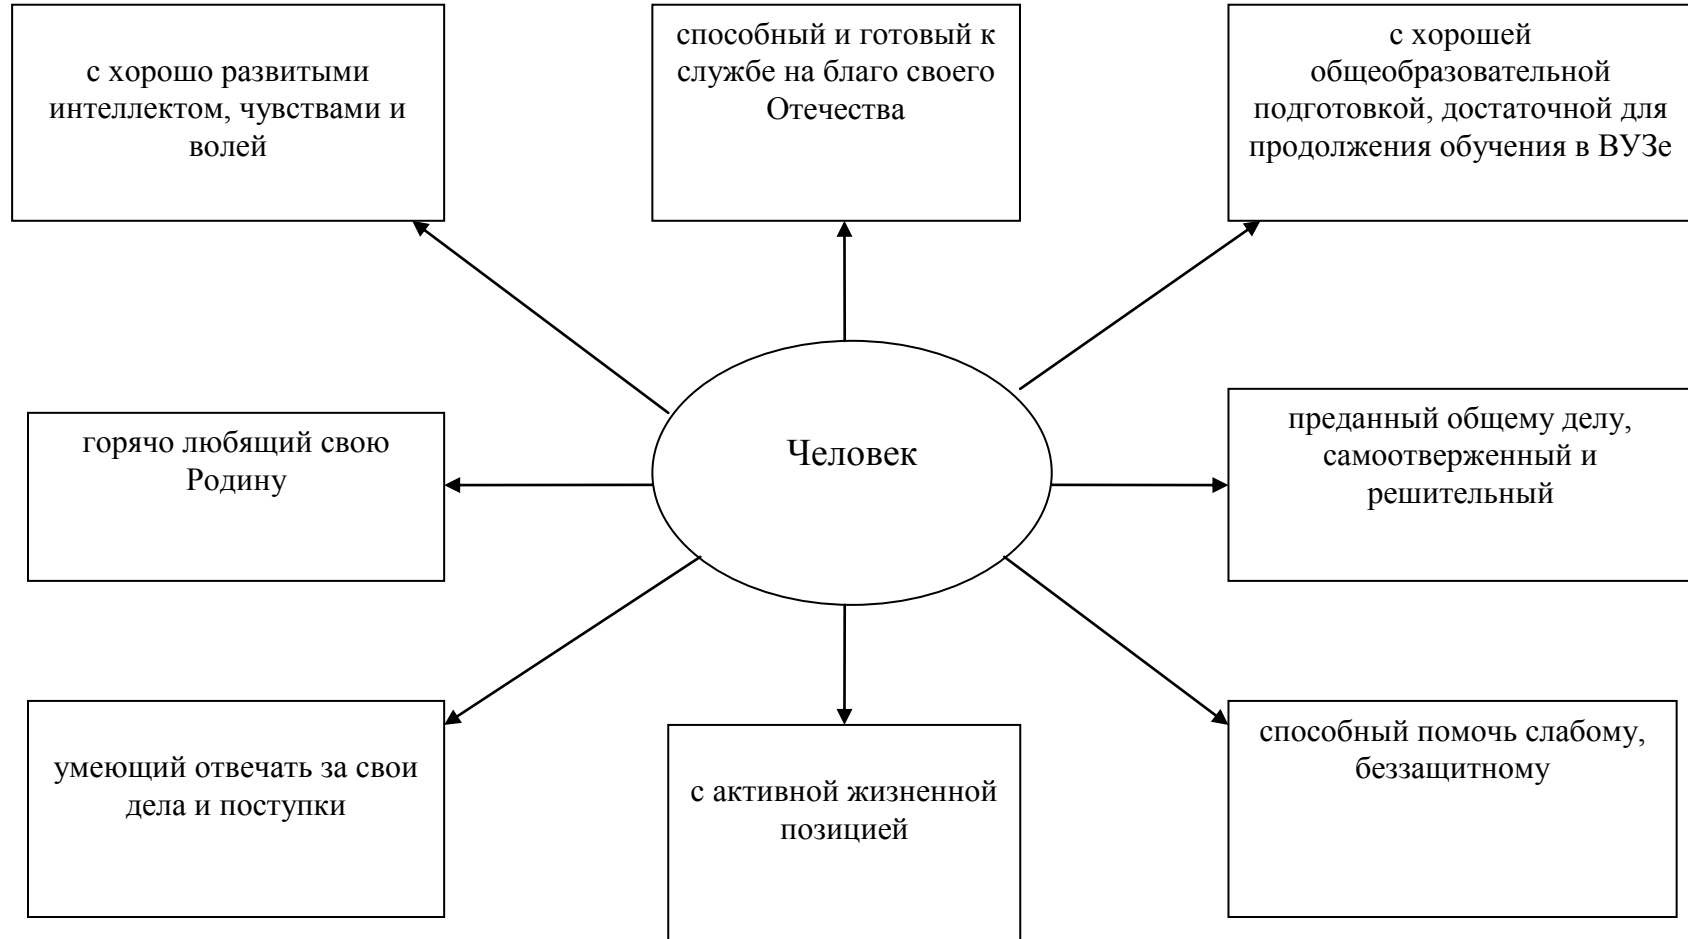 с хорошо развитыми
интеллектом, чувствами и
волей
способный и готовый к
службе на благо своего
Отечества
с хорошей
общеобразовательной
подготовкой, достаточной для
продолжения обучения в ВУЗе
горячо любящий свою
Родину
Человек
преданный общему делу,
самоотверженный и
решительный
умеющий отвечать за свои
дела и поступки
с активной жизненной
позицией
способный помочь слабому,
беззащитному